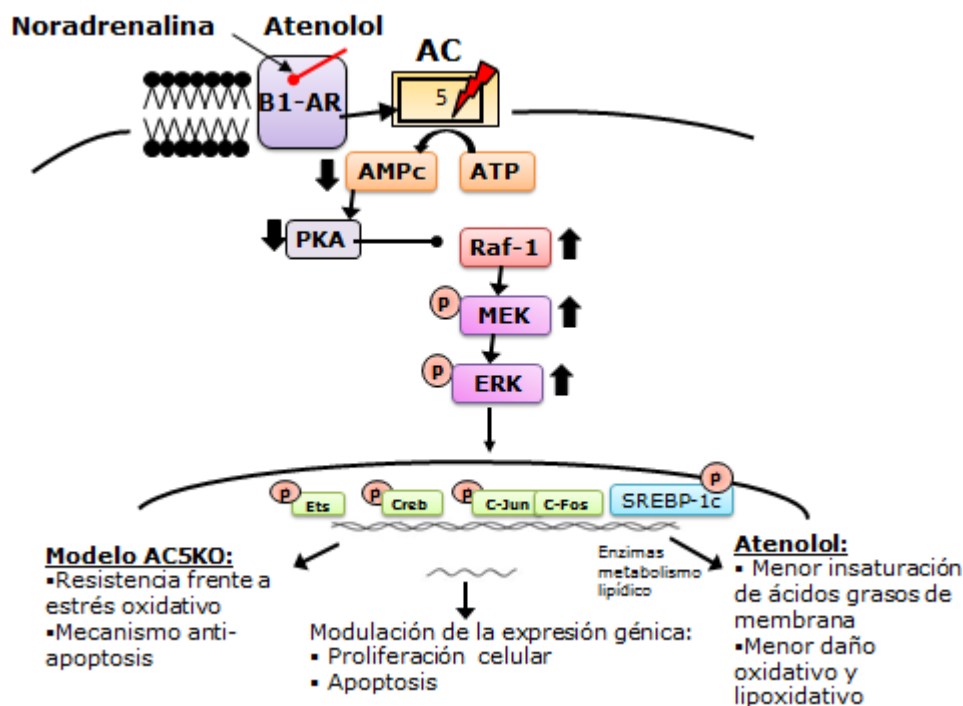 Noradrenalina
Atenolol
AC
B1-AR
5
AMPc
ATP
PKA
Raf-1
p
MEK
p
ERK
p
Ets
p
Creb
p
C-Jun
C-Fos
p
SREBP-1c
Modelo AC5KO:
▪Resistencia frente a
estrés oxidativo
▪Mecanismo anti-
apoptosis
Modulación de la expresión génica:
▪ Proliferación celular
▪ Apoptosis
Enzimas
metabolismo
lipídico
Atenolol:
▪ Menor insaturación
de ácidos grasos de
membrana
▪Menor daño
oxidativo y
lipoxidativo